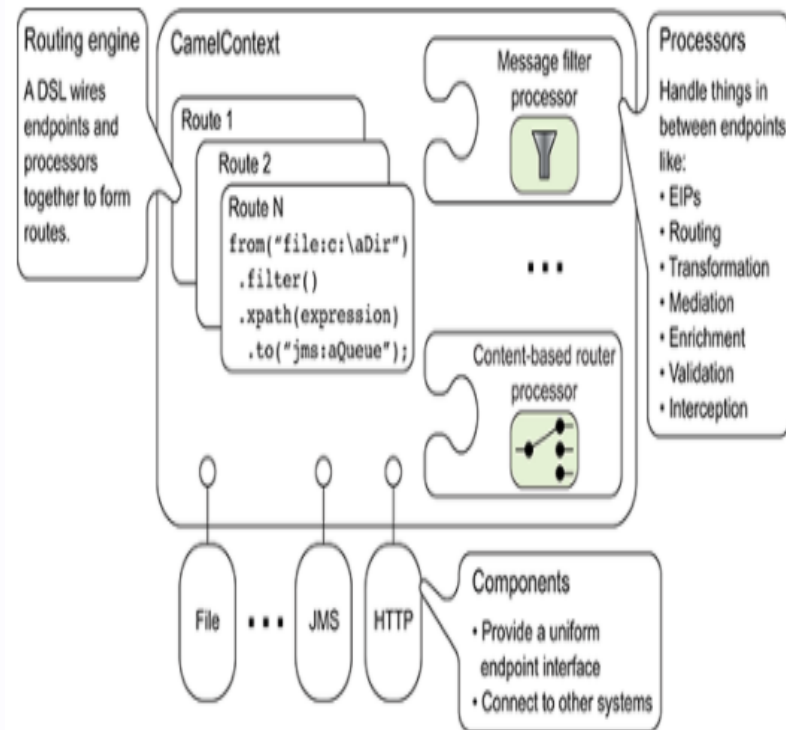 Routing engine
A DSL wires
endpoints and
processors
together to form
routes.
CamelContext
Route 1
Route 2
Route N
from("file:c:\aDir")
.filter()
.xpath(expression)
.to("jms:aQueue");
Message filter
processor
...
Content-based router
processor
Processors
Handle things in
between endpoints
like:
• EIPs
• Routing
• Transformation
• Mediation
• Enrichment
• Validation
• Interception
File
...
JMS
HTTP
Components
• Provide a uniform
endpoint interface
• Connect to other systems